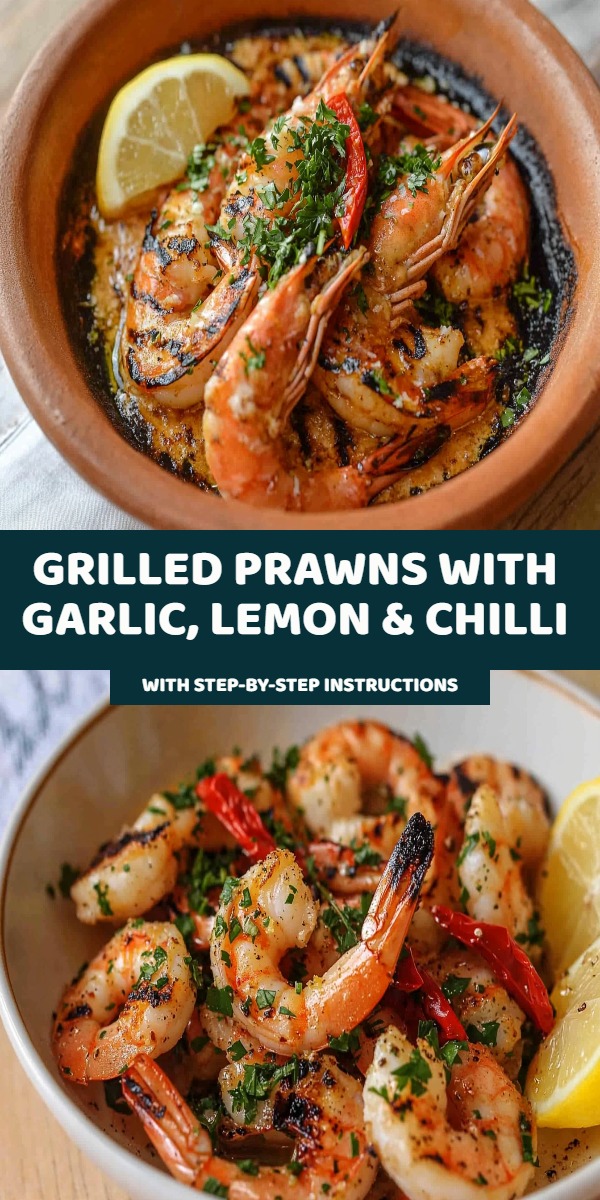 GRILLED PRAWNS WITH
GARLIC, LEMON & CHILLI
WITH STEP-BY-STEP INSTRUCTIONS